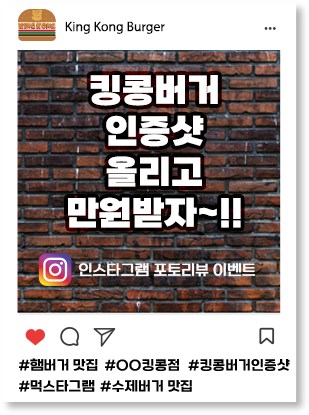 King Kong Burger
킹콩버거
인증샷
올리고
만원받자~!!
인스타그램 포토리뷰 이벤트
#햄버거 맛집 #OO킹콩점 #킹콩버거인증샷
#먹스타그램 #수제버거 맛집